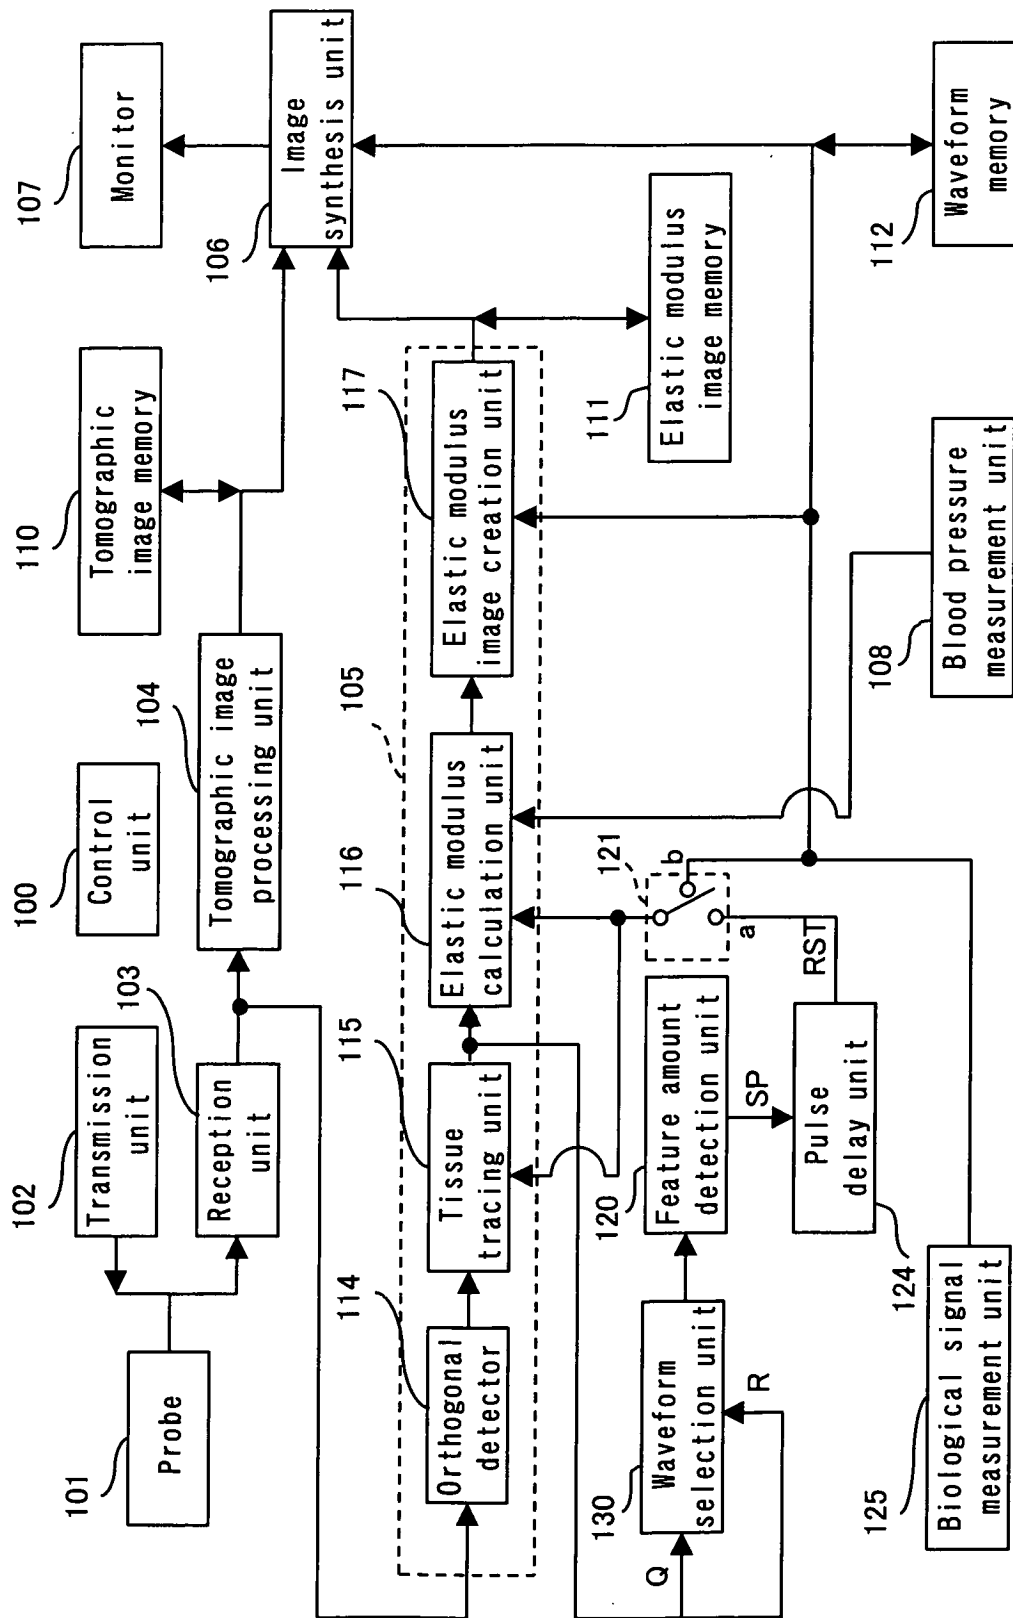 101
Probe
102
Transmission
unit
103
Reception
unit
100
Control
unit
104
Tomographic image
processing unit
110
Tomographic
image memory
107
Monitor
106
Image
synthesis unit
105
114
Orthogonal
detector
115
Tissue
tracing unit
116
Elastic modulus
calculation unit
117
Elastic modulus
image creation unit
111
Elastic modulus
image memory
130
Waveform
selection unit
Q
R
120
Feature amount
detection unit
SP
121
a
b
RST
Pulse
delay unit
124
125
Biological signal
measurement unit
108
Blood pressure
measurement unit
112
Waveform
memory